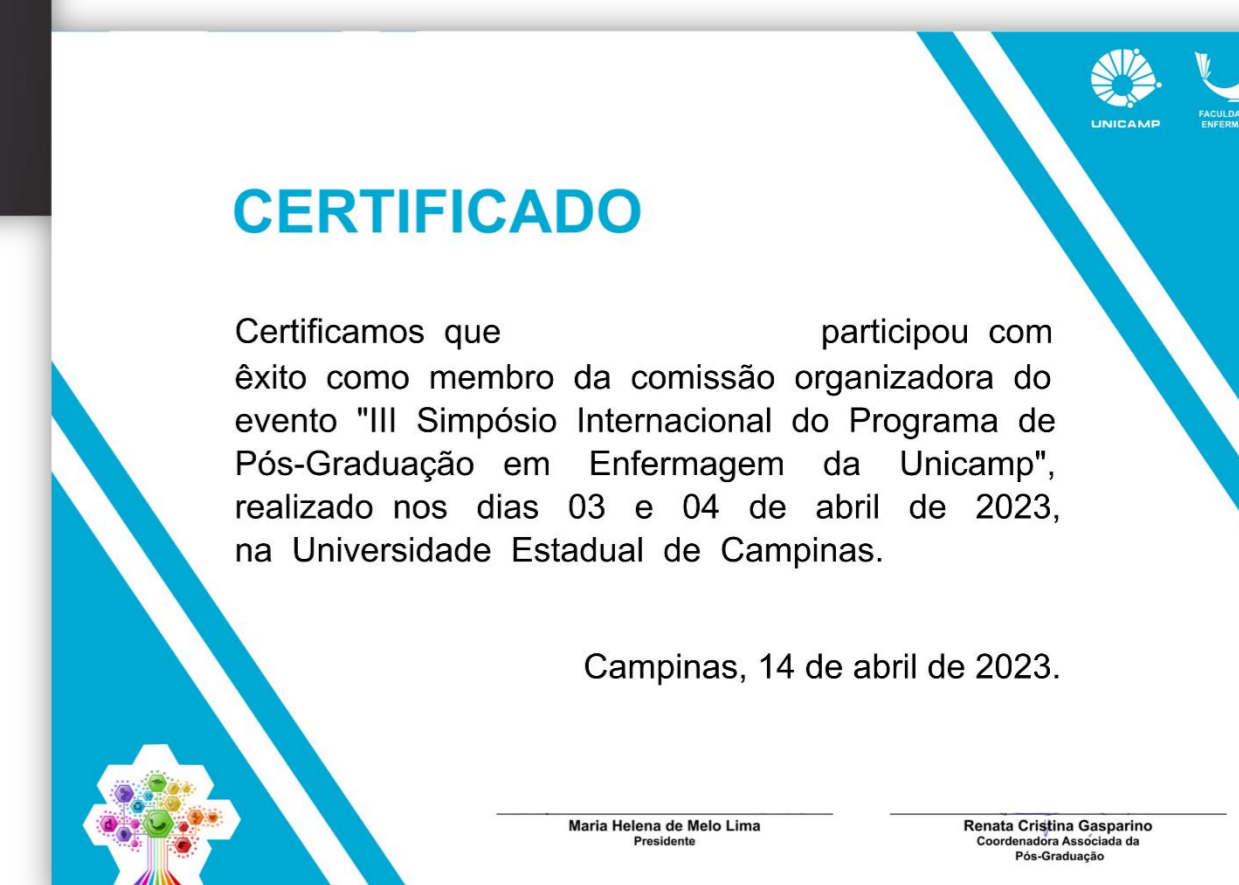 UNICAMP
CERTIFICADO
Certificamos que participou com
êxito como membro da comissão organizadora do
evento "III Simpósio Internacional do Programa de
Pós-Graduação em Enfermagem da Unicamp",
realizado nos dias 03 e 04 de abril de 2023,
na Universidade Estadual de Campinas.
Campinas, 14 de abril de 2023.
Maria Helena de Melo Lima
Presidente
Renata Cristina Gasparino
Coordenadora Associada da
Pós-Graduação